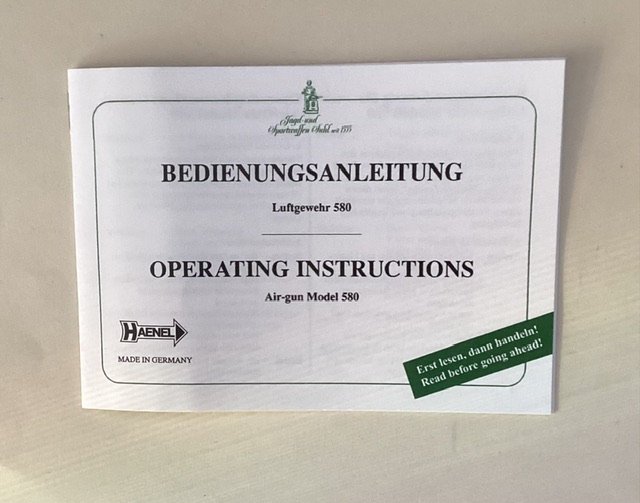 Jagd- und
Sportwaffen Suhl seit 1535
BEDIENUNGSANLEITUNG
Luftgewehr 580
OPERATING INSTRUCTIONS
Air-gun Model 580
HAENEL
MADE IN GERMANY
Erst lesen, dann handeln!
Read before going ahead!